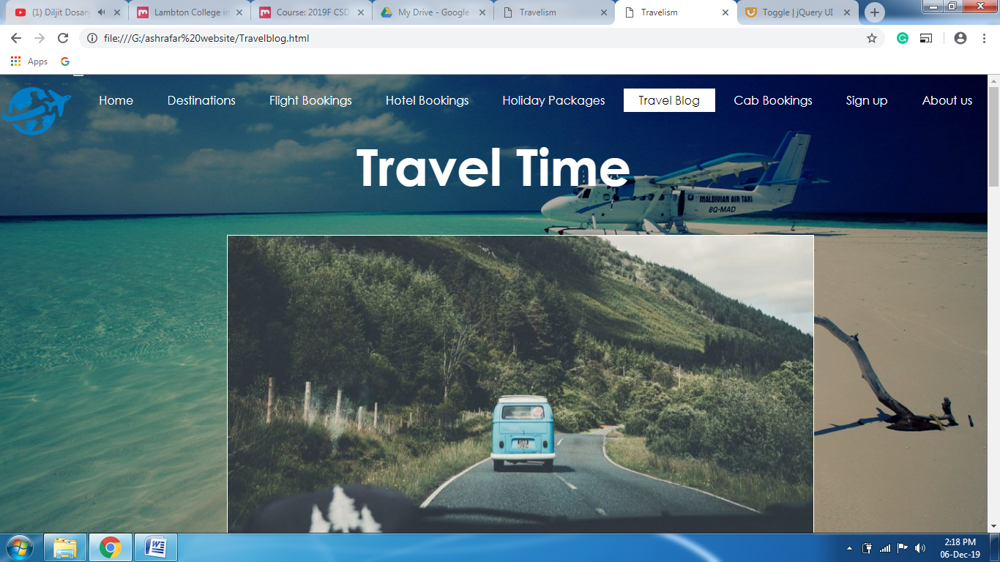 (1) Diljit Dosanj
Lambton College in
Course: 2019F CSD
My Drive - Google
Travelism
Travelism
Toggle | jQuery UI
file:///G:/ashrafar%20website/Travelblog.html
Apps
Home Destinations Flight Bookings Hotel Bookings Holiday Packages Travel Blog Cab Bookings Sign up About us
Travel Time
MALDIVIAN AIR TAXI
8Q-MAD
2:18 PM
06-Dec-19